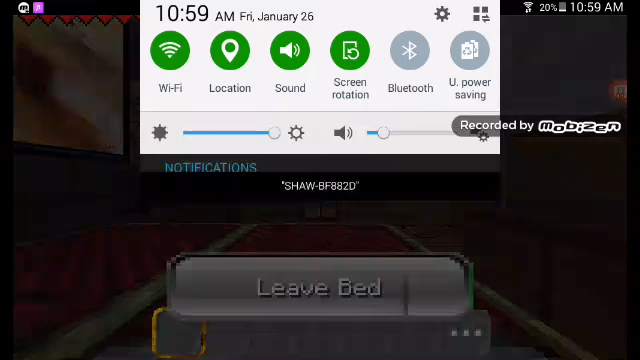 10:59 AM Fri, January 26
20% 10:59 AM
Wi-Fi
Location
Sound
Screen rotation
Bluetooth
U. power saving
Recorded by mobizen
NOTIFICATIONS
"SHAW-BF882D"
Leave Bed